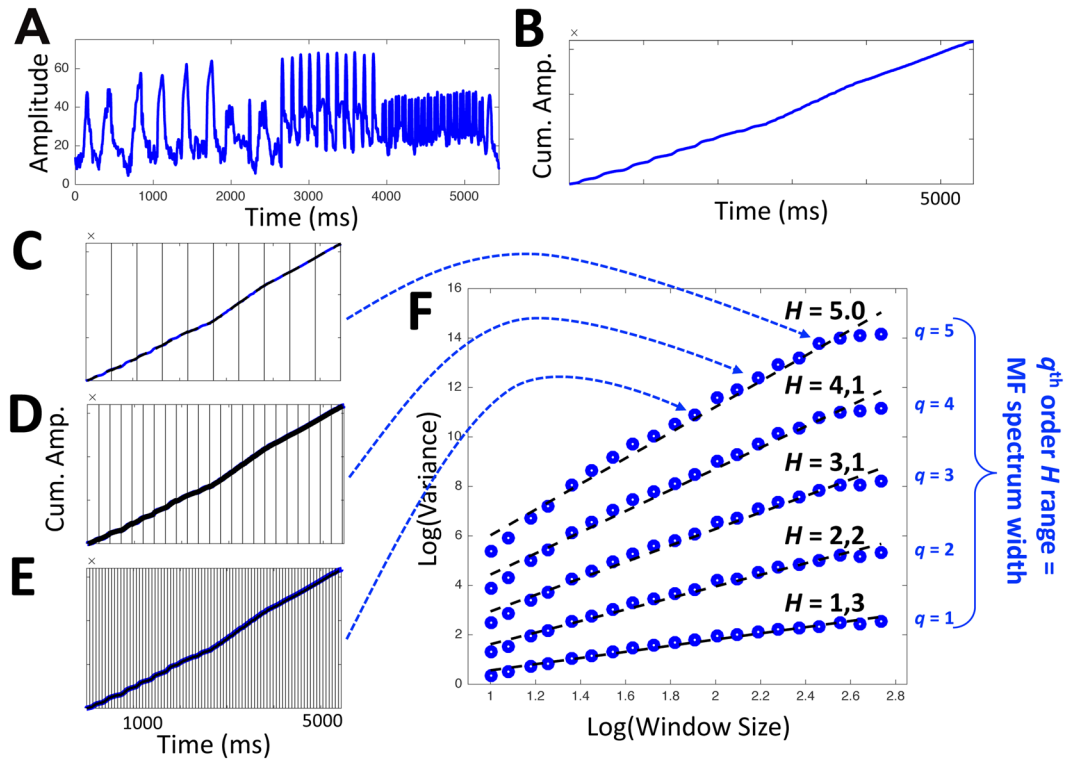 A
Amplitude
60
40
20
0
0 1000 2000 3000 4000 5000
Time (ms)
B
×
Cum. Amp.
5000
Time (ms)
C
×
D
×
Cum. Amp.
E
×
1000 5000
Time (ms)
F
Log(Variance)
16
14
12
10
8
6
4
2
0
1 1.2 1.4 1.6 1.8 2 2.2 2.4 2.6 2.8
Log(Window Size)
H = 5.0
H = 4,1
H = 3,1
H = 2,2
H = 1,3
q = 5
q = 4
q = 3
q = 2
q = 1
qth order H range =
MF spectrum width